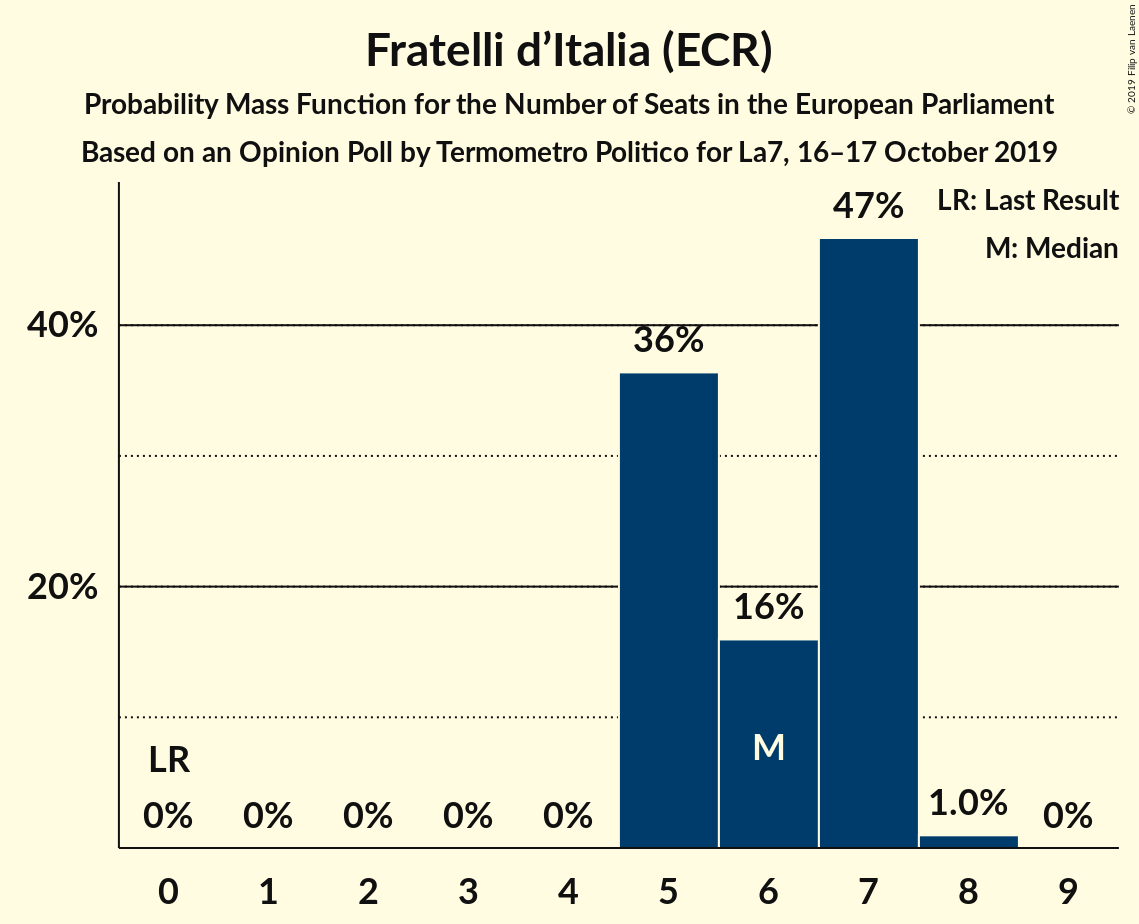 Fratelli d’Italia (ECR)
Probability Mass Function for the Number of Seats in the European Parliament
Based on an Opinion Poll by Termometro Politico for La7, 16–17 October 2019
© 2019 Filip van Laenen
LR: Last Result
M: Median
47%
40%
36%
20%
16%
M
LR
0% 0% 0% 0% 0% 1.0% 0%
0 1 2 3 4 5 6 7 8 9